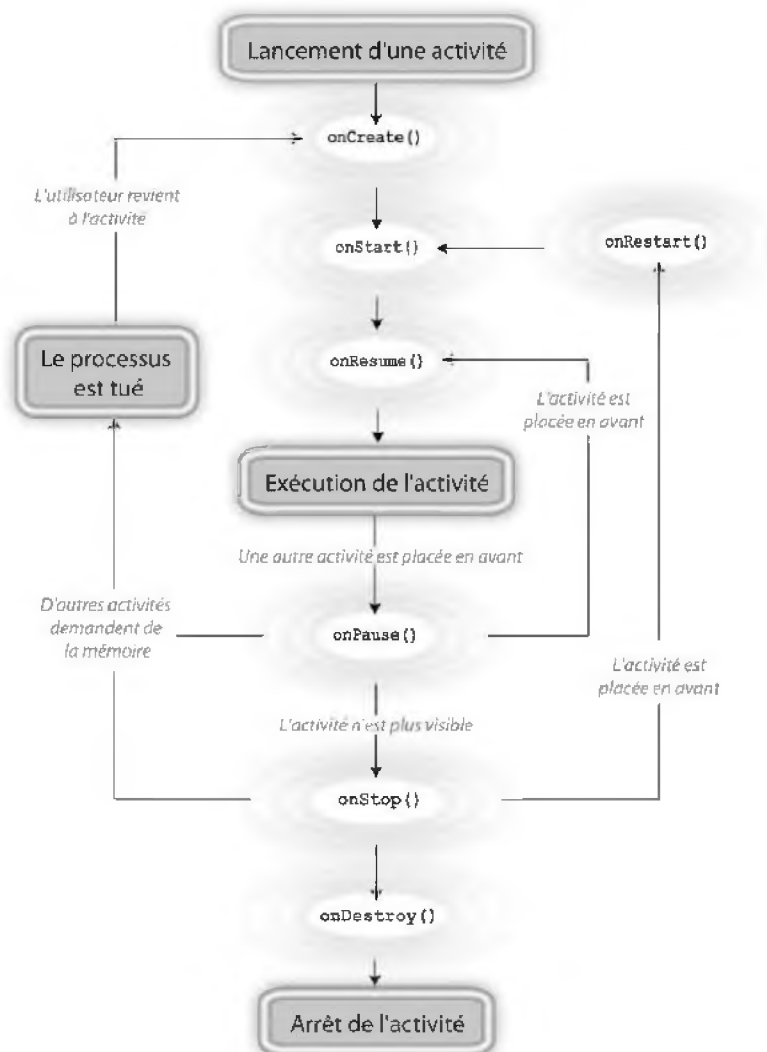 Lancement d'une activité
onCreate()
L'utilisateur revient
à l'activité
onStart()
onRestart()
Le processus
est tué
onResume()
L'activité est
placée en avant
Exécution de l'activité
Une autre activité est placée en avant
D'autres activités
demandent de
la mémoire
onPause()
L'activité est
placée en avant
L'activité n'est plus visible
onStop()
onDestroy()
Arrêt de l'activité